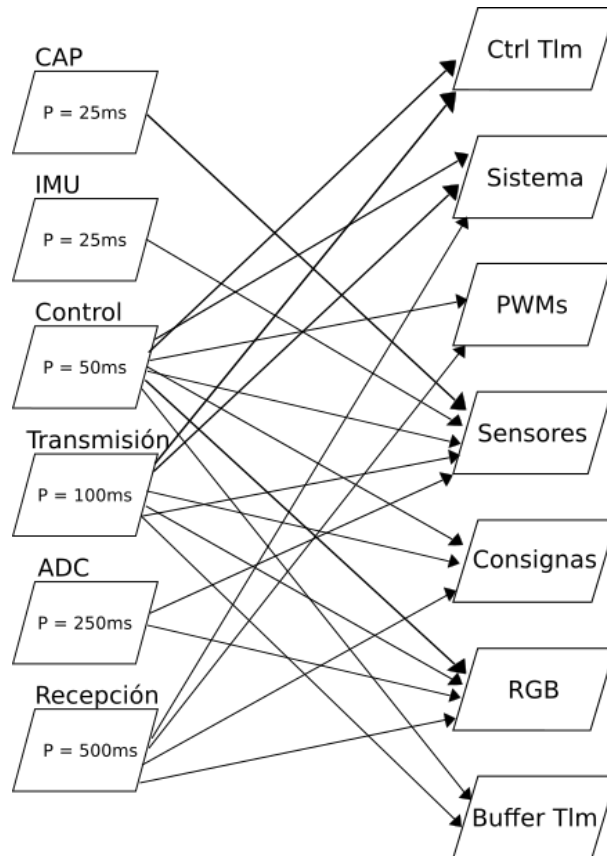 CAP
P = 25ms
IMU
P = 25ms
Control
P = 50ms
Transmisión
P = 100ms
ADC
P = 250ms
Recepción
P = 500ms
Ctrl Tlm
Sistema
PWMs
Sensores
Consignas
RGB
Buffer Tlm